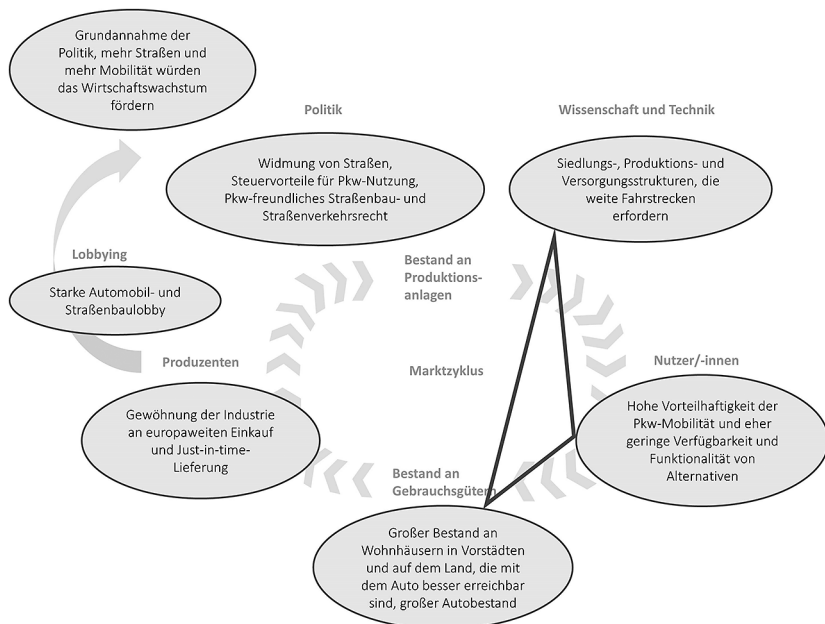 Grundannahme der
Politik, mehr Straßen und
mehr Mobilität würden
das Wirtschaftswachstum
fördern
Politik
Wissenschaft und Technik
Widmung von Straßen,
Steuervorteile für Pkw-Nutzung,
Pkw-freundliches Straßenbau- und
Straßenverkehrsrecht
Siedlungs-, Produktions- und
Versorgungsstrukturen, die
weite Fahrstrecken
erfordern
Lobbying
Starke Automobil- und
Straßenbaulobby
Bestand an
Produktions-
anlagen
Produzenten
Marktzyklus
Nutzer/-innen
Gewöhnung der Industrie
an europaweiten Einkauf
und Just-in-time-
Lieferung
Hohe Vorteilhaftigkeit der
Pkw-Mobilität und eher
geringe Verfügbarkeit und
Funktionalität von
Alternativen
Bestand an
Gebrauchsgütern
Großer Bestand an
Wohnhäusern in Vorstädten
und auf dem Land, die mit
dem Auto besser erreichbar
sind, großer Autobestand